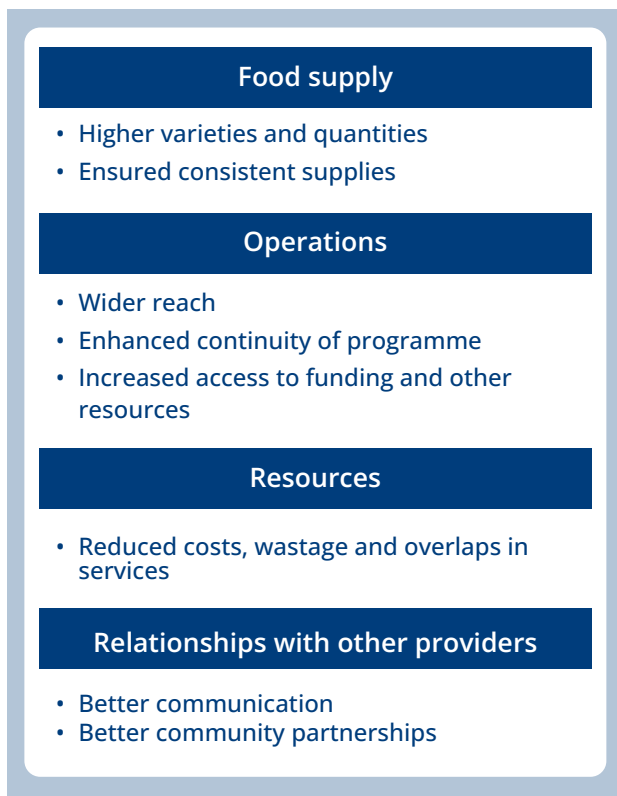 Food supply
• Higher varieties and quantities
• Ensured consistent supplies
Operations
• Wider reach
• Enhanced continuity of programme
• Increased access to funding and other
resources
Resources
• Reduced costs, wastage and overlaps in
services
Relationships with other providers
• Better communication
• Better community partnerships